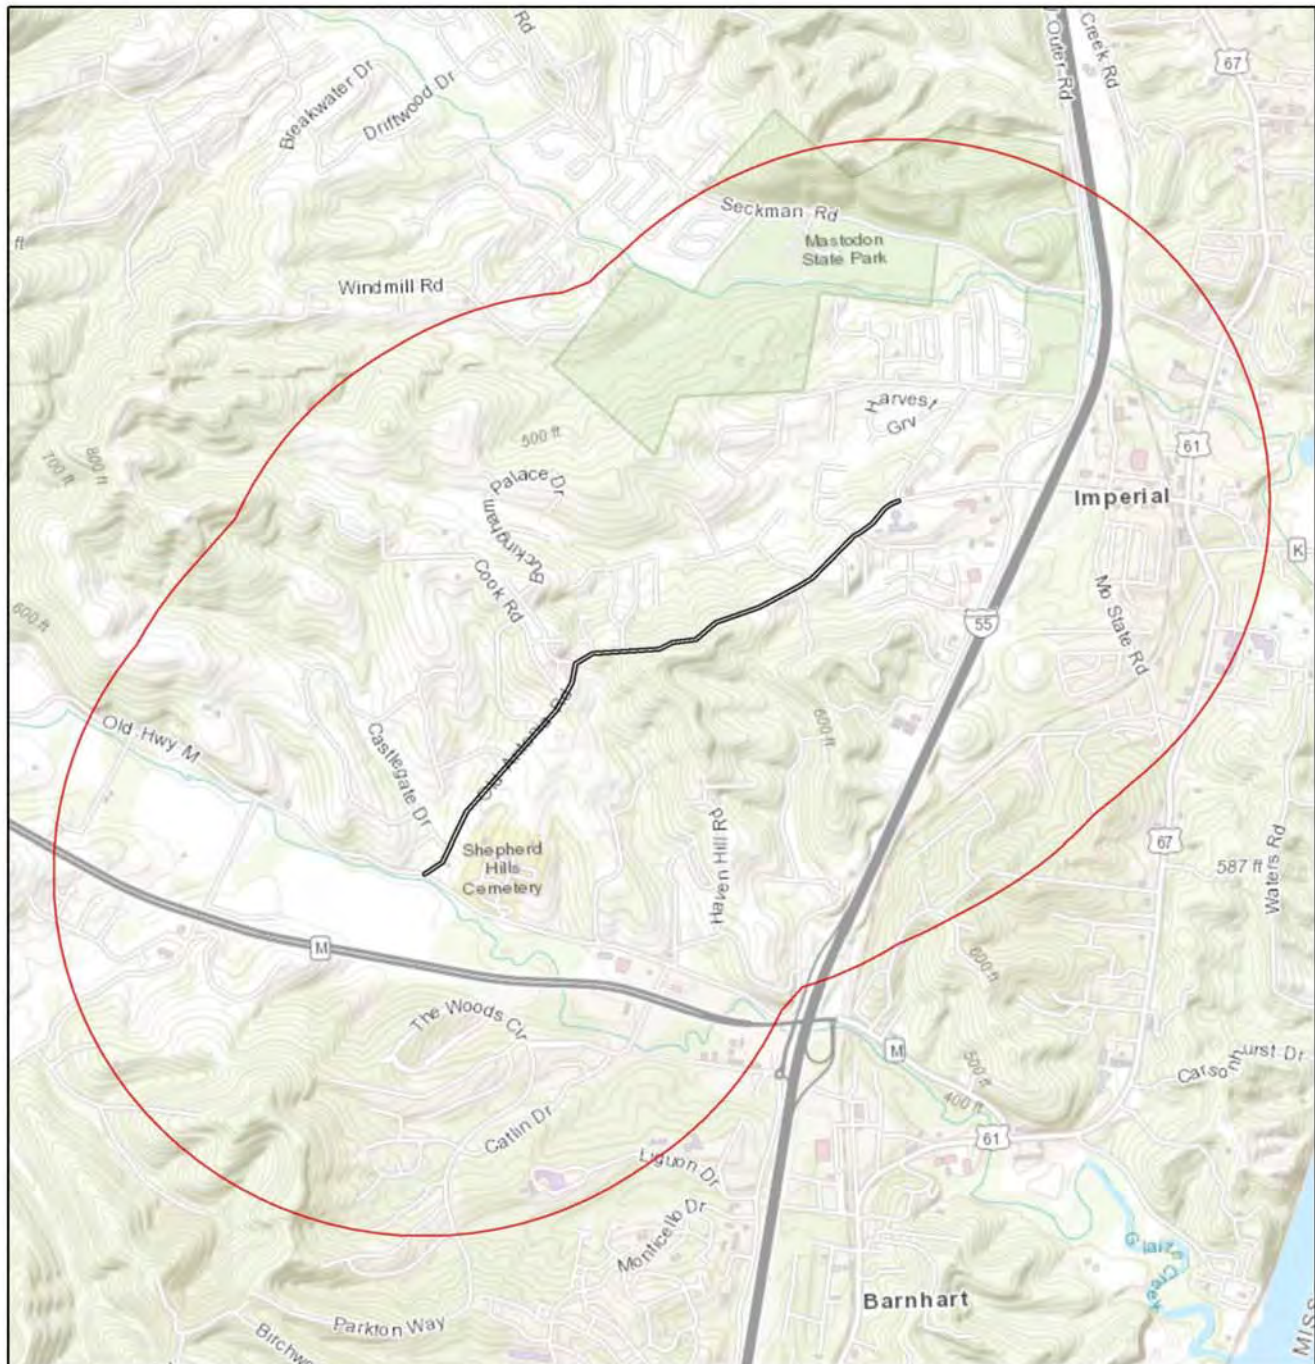 Rd
Creek Rd
Outer Rd
67
Breakwater Dr
Driftwood Dr
Seckman Rd
Mastodon
State Park
ft
Windmill Rd
Harvest
Grv
500 ft
800 ft
700 ft
61
Palace Dr
Buckingham
Imperial
K
Cook Rd
600 ft
55
Mo State Rd
Old Hwy M
600 ft
Castlegate Dr
Rd
Shepherd
Hills
Cemetery
Haven Hill Rd
67
587 ft
Waters Rd
M
600 ft
The Woods Cir
M
500 ft
400 ft
Carsonhurst Dr
Catlin Dr
61
Liguon Dr
Monticello Dr
Glaize Creek
Barnhart
Parkton Way
Birchw
Miss